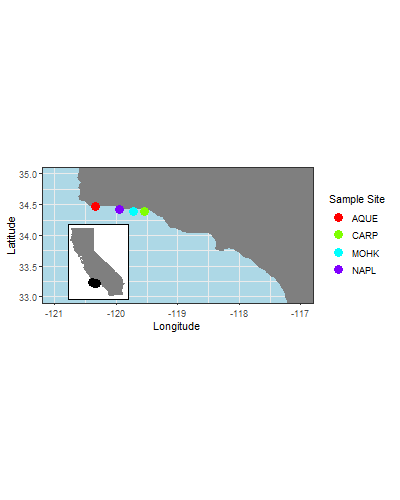 35.0
34.5
34.0
33.5
33.0
Latitude
-121
-120
-119
-118
-117
Longitude
Sample Site
AQUE
CARP
MOHK
NAPL